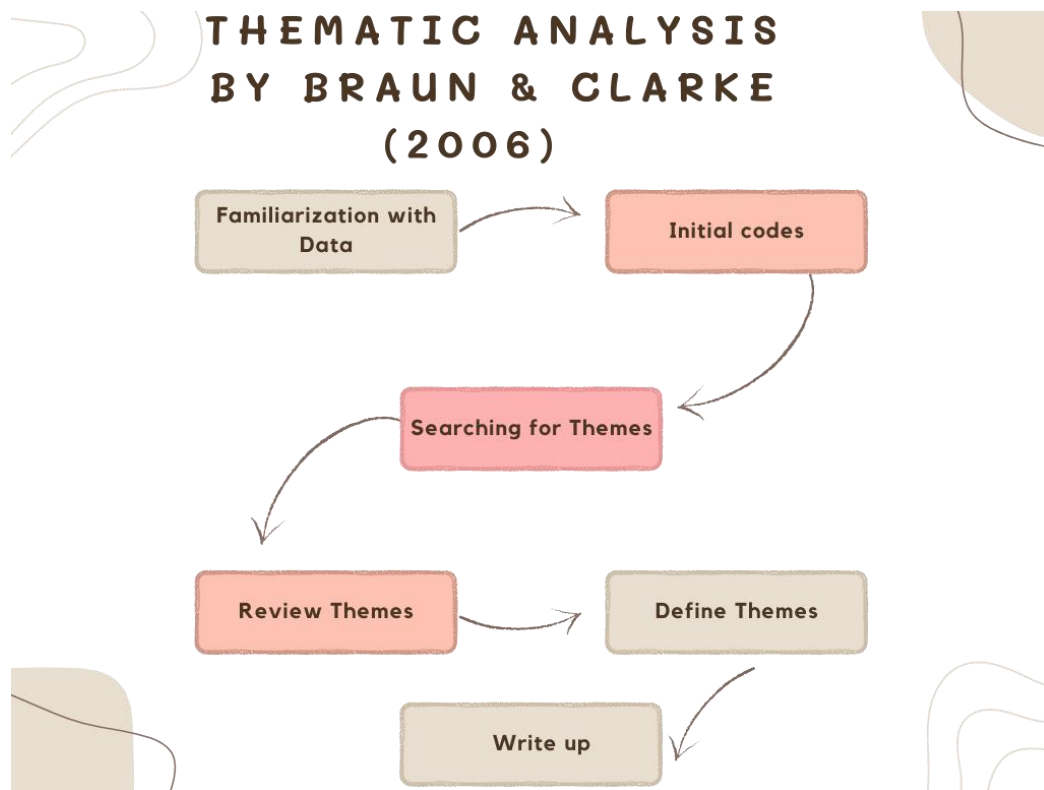 THEMATIC ANALYSIS
BY BRAUN & CLARKE
(2006)
Familiarization with
Data
Initial codes
Searching for Themes
Review Themes
Define Themes
Write up